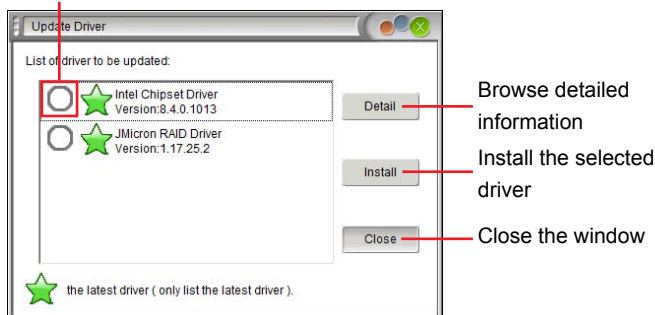 Update Driver
List of driver to be updated:
Intel Chipset Driver
Version:8.4.0.1013
JMicron RAID Driver
Version:1.17.25.2
Detail
Install
Close
the latest driver ( only list the latest driver ).
Browse detailed
information
Install the selected
driver
Close the window